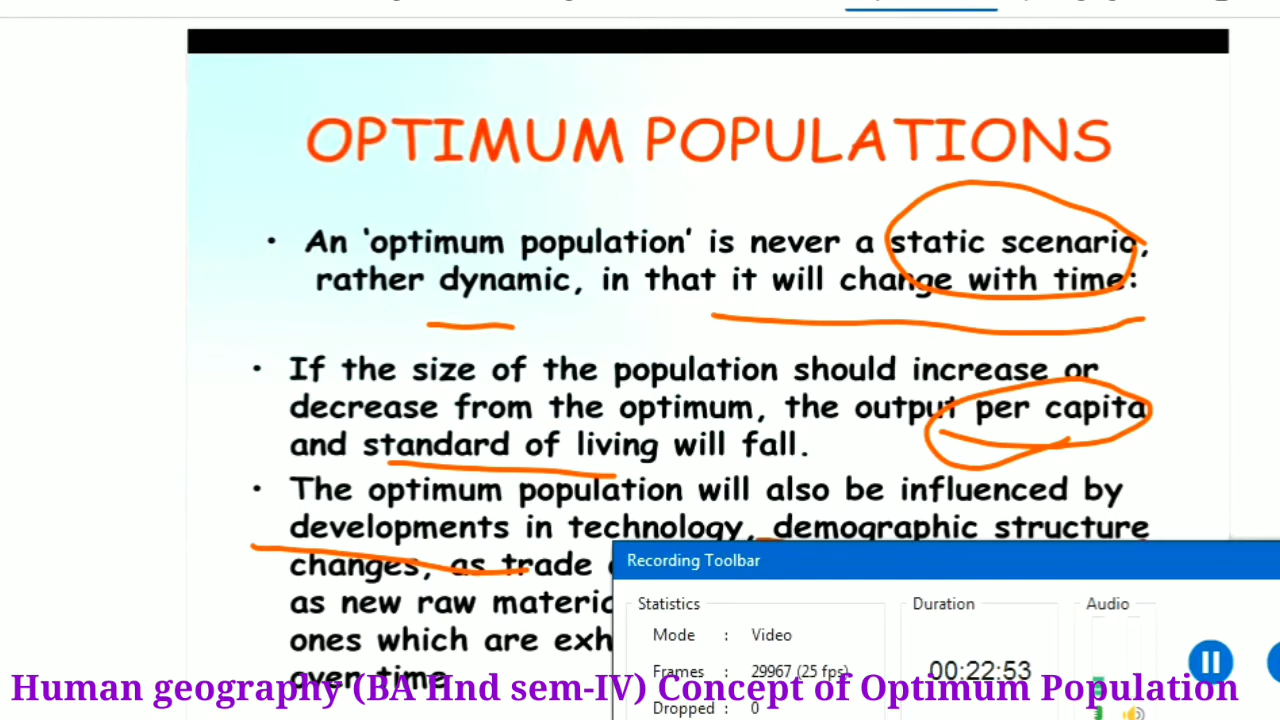 OPTIMUM POPULATIONS
• An ‘optimum population’ is never a static scenario,
rather dynamic, in that it will change with time:
• If the size of the population should increase or
decrease from the optimum, the output per capita
and standard of living will fall.
• The optimum population will also be influenced by
developments in technology, demographic structure
changes, as trade
as new raw
ones which are
over time
Recording Toolbar
Statistics
Duration
Audio
Mode : Video
Frames : 29967 (25 fps)
00:22:53
Dropped : 0
Human geography (BA IInd sem-IV) Concept of Optimum Population